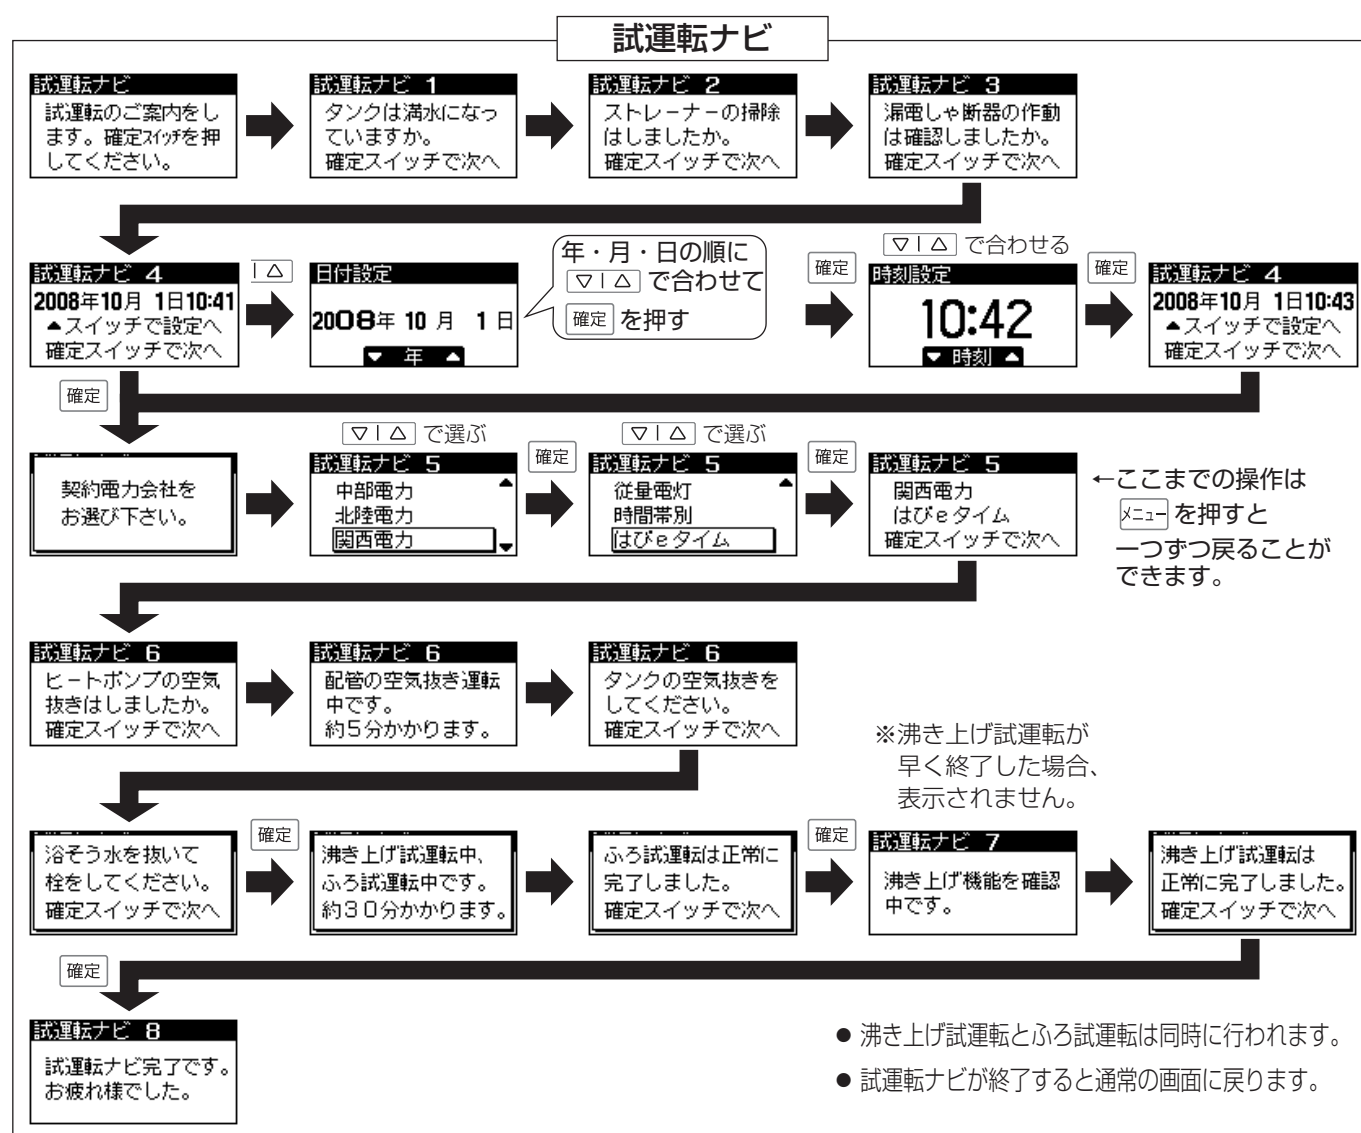 試運転ナビ
試運転ナビ
試運転のご案内をし
ます。確定スイッチを押
してください。
試運転ナビ 1
タンクは満水になっ
ていますか。
確定スイッチで次へ
試運転ナビ 2
ストレーナーの掃除
はしましたか。
確定スイッチで次へ
試運転ナビ 3
漏電しゃ断器の作動
は確認しましたか。
確定スイッチで次へ
試運転ナビ 4
2008年10月 1日10:41
▲スイッチで設定へ
確定スイッチで次へ
| △
日付設定
2008年 10 月 1 日
▼ 年 ▲
年・月・日の順に
▽ | △ で合わせて
確定 を押す
確定
▽ | △ で合わせる
時刻設定
10:42
▼ 時刻 ▲
確定
試運転ナビ 4
2008年10月 1日10:43
▲スイッチで設定へ
確定スイッチで次へ
確定
契約電力会社を
お選び下さい。
▽ | △ で選ぶ
試運転ナビ 5
中部電力
北陸電力
関西電力
確定
▽ | △ で選ぶ
試運転ナビ 5
従量電灯
時間帯別
はぴeタイム
確定
試運転ナビ 5
関西電力
はぴeタイム
確定スイッチで次へ
←ここまでの操作は
メニュー を押すと
一つずつ戻ることが
できます。
試運転ナビ 6
ヒートポンプの空気
抜きはしましたか。
確定スイッチで次へ
試運転ナビ 6
配管の空気抜き運転
中です。
約5分かかります。
試運転ナビ 6
タンクの空気抜きを
してください。
確定スイッチで次へ
※沸き上げ試運転が
早く終了した場合、
表示されません。
浴そう水を抜いて
栓をしてください。
確定スイッチで次へ
確定
沸き上げ試運転中、
ふろ試運転中です。
約30分かかります。
ふろ試運転は正常に
完了しました。
確定スイッチで次へ
確定
試運転ナビ 7
沸き上げ機能を確認
中です。
沸き上げ試運転は
正常に完了しました。
確定スイッチで次へ
確定
試運転ナビ 8
試運転ナビ完了です。
お疲れ様でした。
● 沸き上げ試運転とふろ試運転は同時に行われます。
● 試運転ナビが終了すると通常の画面に戻ります。